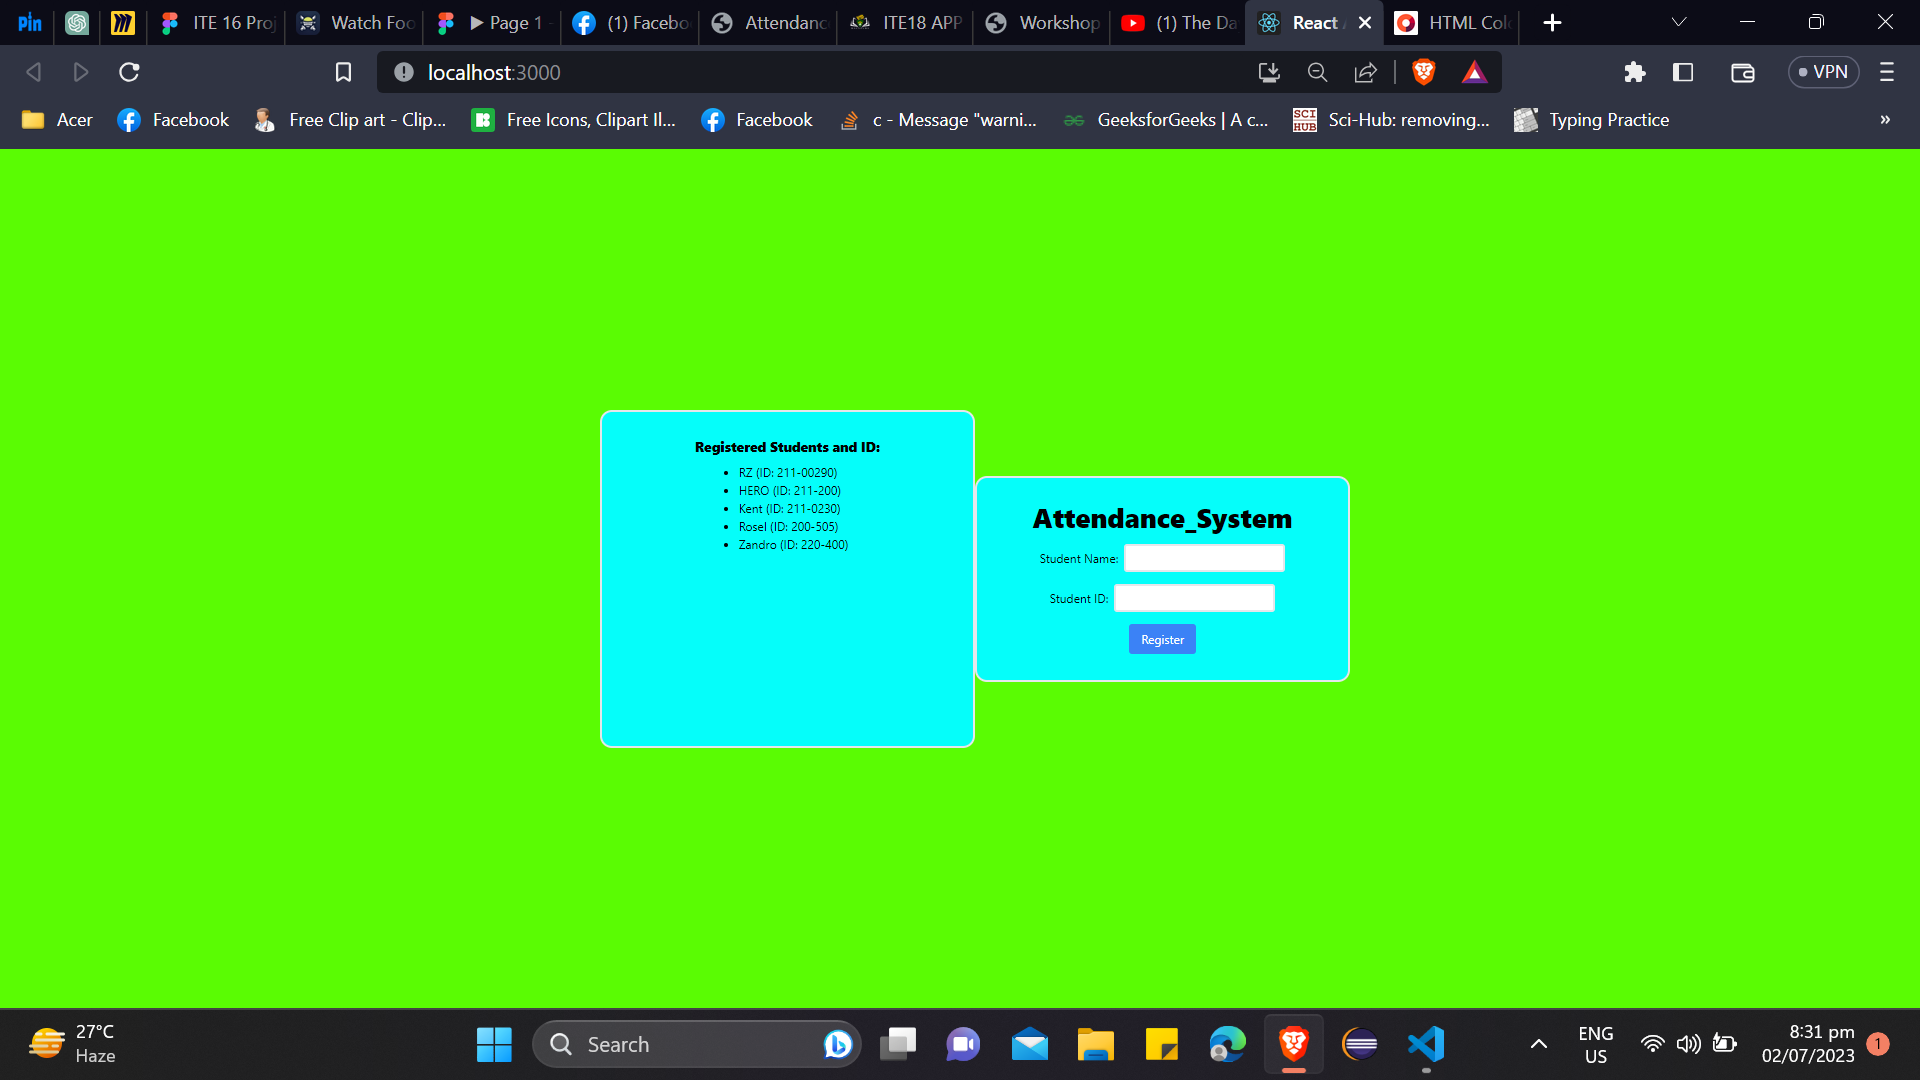 Pin
ITE 16 Proj
Watch Foo
▶ Page 1 -
(1) Facebo
Attendanc
ITE18 APP
Workshop
(1) The Da
React
HTML Col
localhost:3000
VPN
Acer
Facebook
Free Clip art - Clip...
Free Icons, Clipart Il...
Facebook
c - Message "warni...
GeeksforGeeks | A c...
SCI HUB
Sci-Hub: removing...
Typing Practice
»
Registered Students and ID:
• RZ (ID: 211-00290)
• HERO (ID: 211-200)
• Kent (ID: 211-0230)
• Rosel (ID: 200-505)
• Zandro (ID: 220-400)
Attendance_System
Student Name:
Student ID:
Register
27°C
Haze
Search
ENG
US
8:31 pm
02/07/2023
1